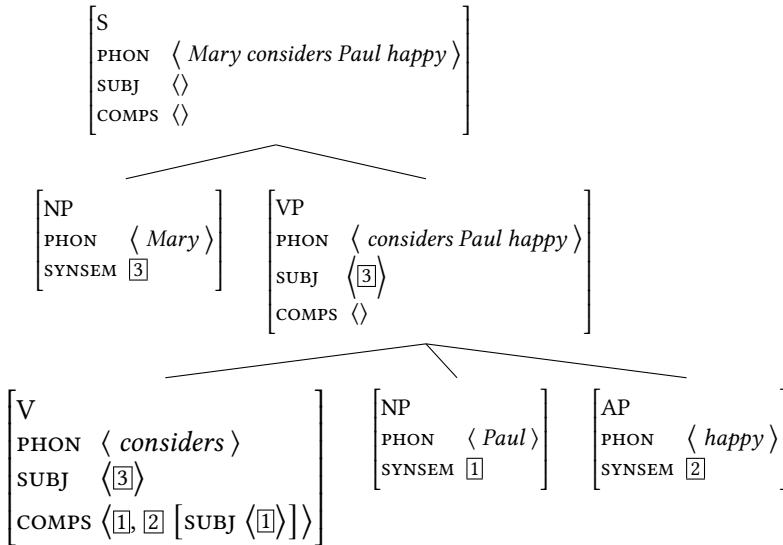 S
PHON ⟨ Mary considers Paul happy ⟩
SUBJ ⟨⟩
COMPS ⟨⟩
NP
PHON ⟨ Mary ⟩
SYNSEM 3
VP
PHON ⟨ considers Paul happy ⟩
SUBJ ⟨3⟩
COMPS ⟨⟩
V
PHON ⟨ considers ⟩
SUBJ ⟨3⟩
COMPS ⟨1, 2 [SUBJ ⟨1⟩]⟩
NP
PHON ⟨ Paul ⟩
SYNSEM 1
AP
PHON ⟨ happy ⟩
SYNSEM 2